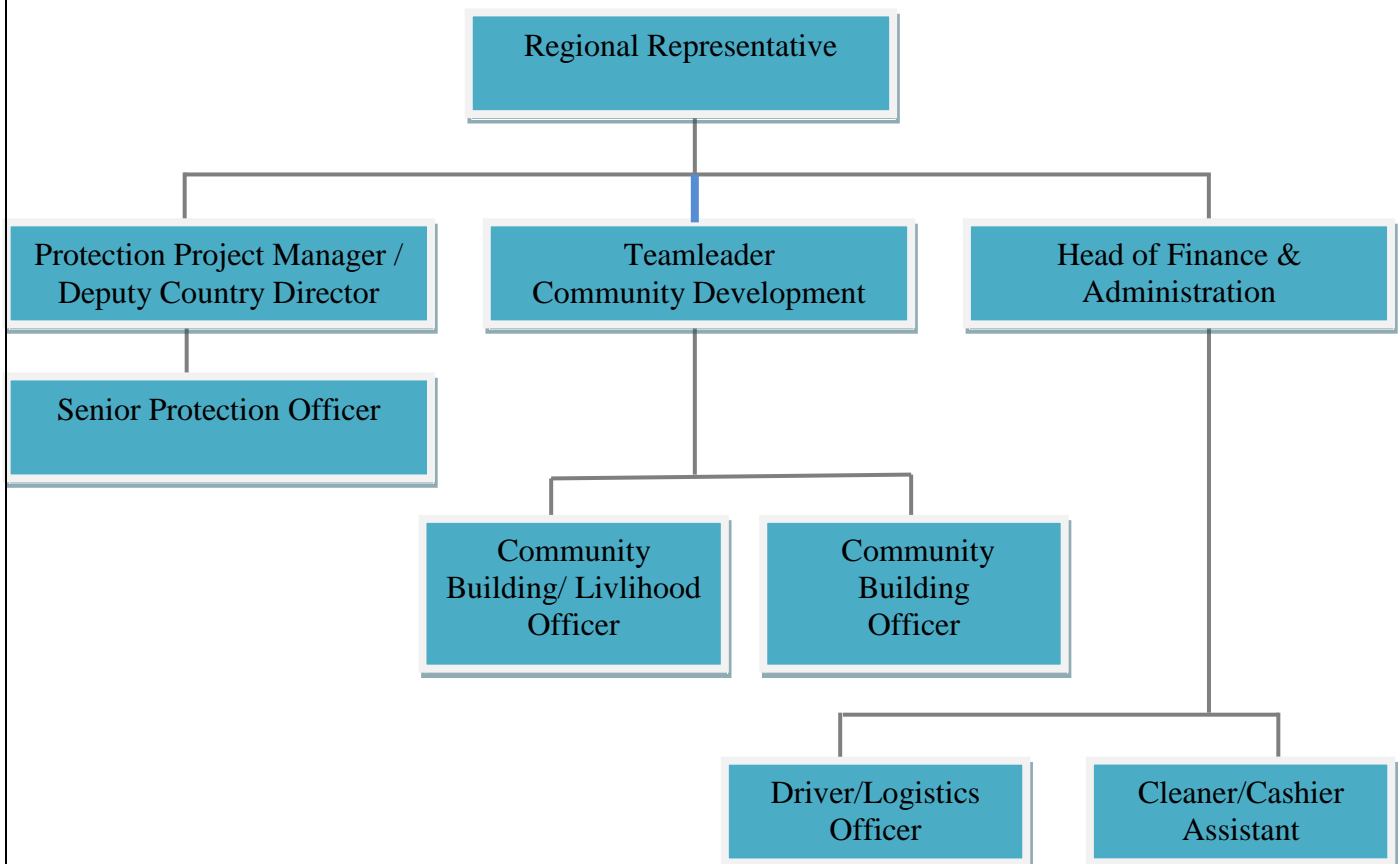 Regional Representative
Protection Project Manager /
Deputy Country Director
Teamleader
Community Development
Head of Finance &
Administration
Senior Protection Officer
Community
Building/ Livlihood
Officer
Community
Building
Officer
Driver/Logistics
Officer
Cleaner/Cashier
Assistant